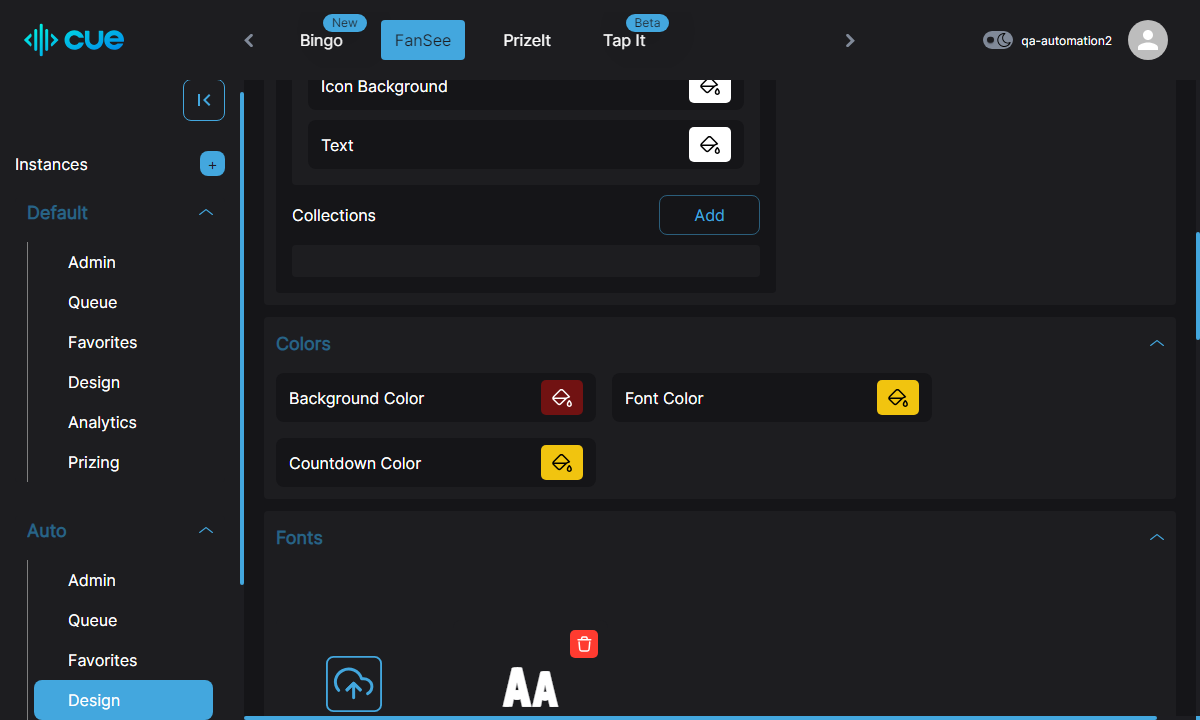 cue
Bingo
New
FanSee
PrizeIt
Tap It
Beta
qa-automation2
Instances
+
Default
Admin
Queue
Favorites
Design
Analytics
Prizing
Auto
Admin
Queue
Favorites
Design
Icon Background
Text
Collections
Add
Colors
Background Color
Font Color
Countdown Color
Fonts
AA